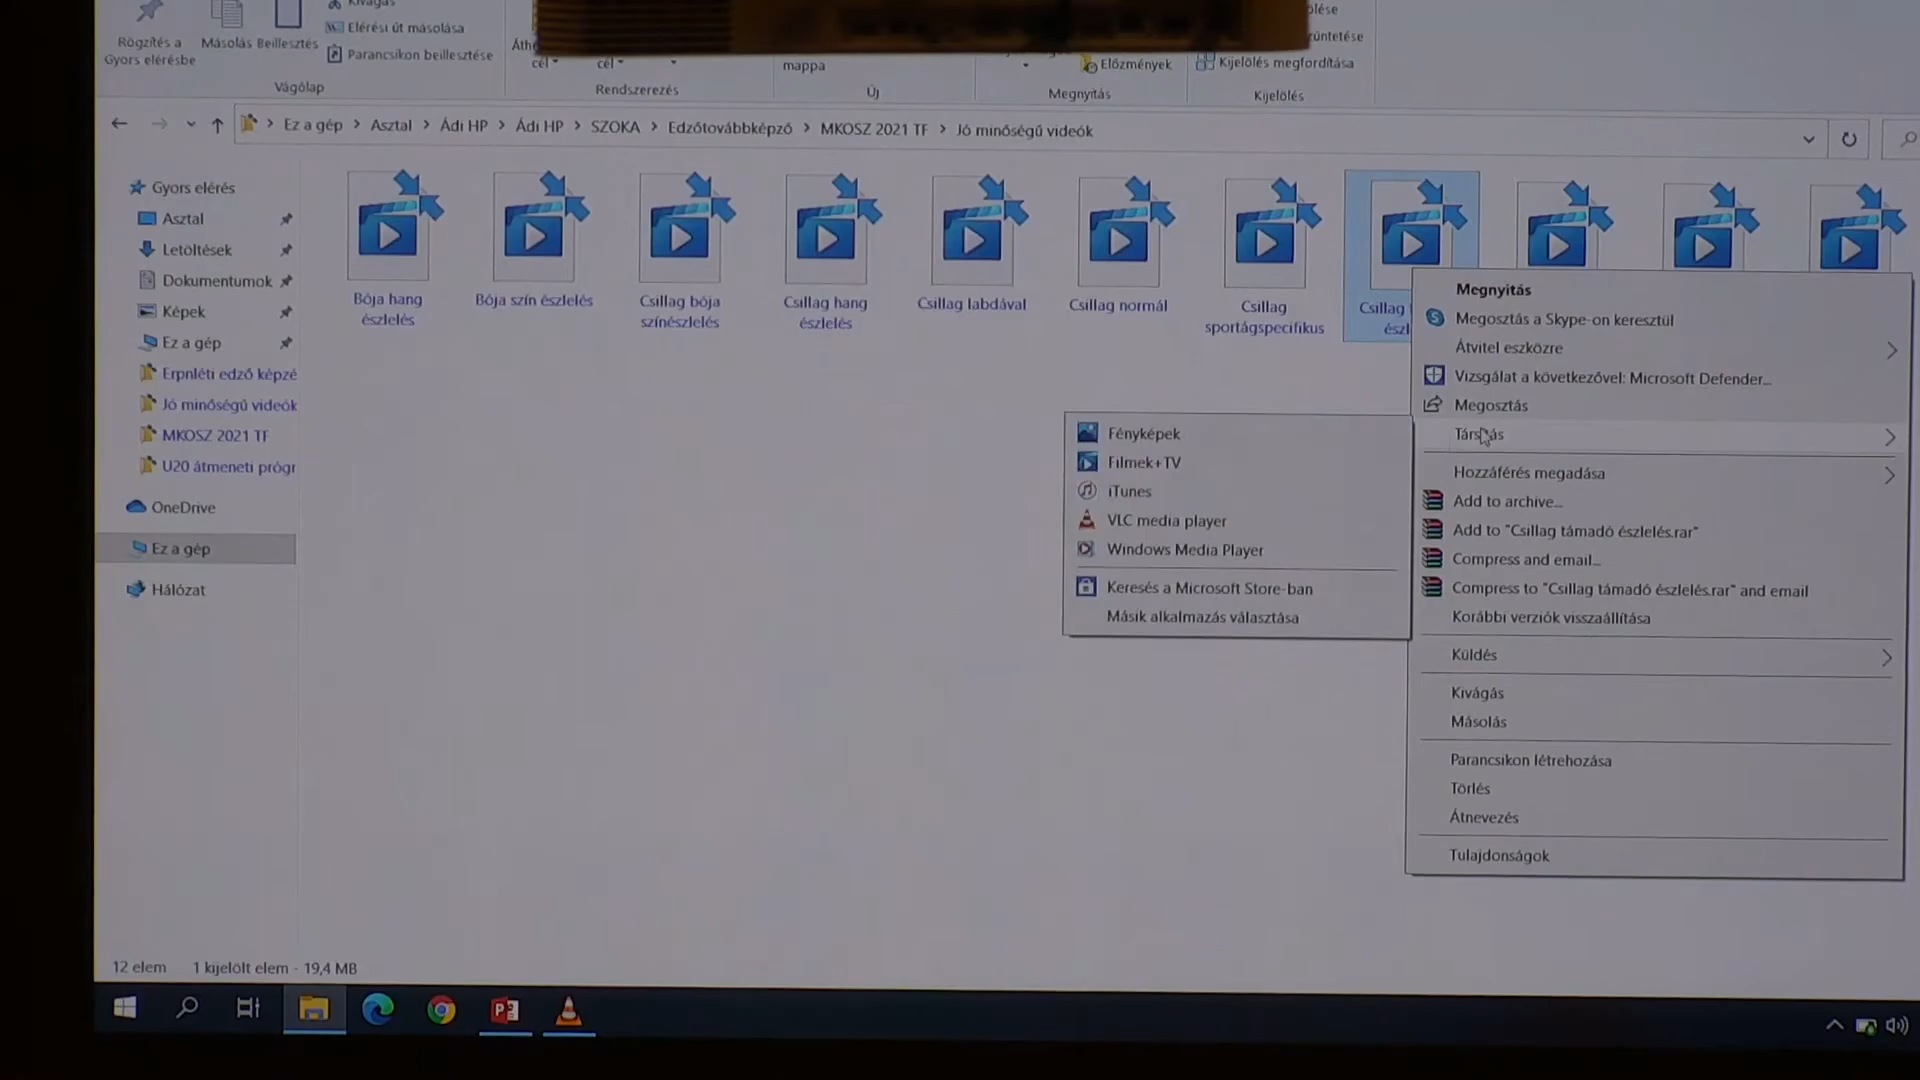 Kivágás
Elérési út másolása
Parancsikon beillesztése
Rögzítés a
Gyors elérésbe
Másolás
Beillesztés
Vágólap
cél
cél
Rendszerezés
mappa
Új
Előzmények
Megnyitás
Kijelölés megfordítása
Kijelölés
Ez a gép
Asztal
Ádi HP
Ádi HP
SZOKA
Edzőtovábbképző
MKOSZ 2021 TF
Jó minőségű videók
Gyors elérés
Asztal
Letöltések
Dokumentumok
Képek
Ez a gép
Erpnléti edző képzé
Jó minőségű videók
MKOSZ 2021 TF
U20 átmeneti prógr
OneDrive
Ez a gép
Hálózat
Bója hang
észlelés
Bója szín észlelés
Csillag bója
színészlelés
Csillag hang
észlelés
Csillag labdával
Csillag normál
Csillag
sportágspecifikus
Csillag
Megnyitás
Megosztás a Skype-on keresztül
Átvitel eszközre
Vizsgálat a következővel: Microsoft Defender...
Megosztás
Társítás
Hozzáférés megadása
Add to archive...
Add to "Csillag támadó észlelés.rar"
Compress and email...
Compress to "Csillag támadó észlelés.rar" and email
Korábbi verziók visszaállítása
Küldés
Kivágás
Másolás
Parancsikon létrehozása
Törlés
Átnevezés
Tulajdonságok
Fényképek
Filmek+TV
iTunes
VLC media player
Windows Media Player
Keresés a Microsoft Store-ban
Másik alkalmazás választása
12 elem
1 kijelölt elem - 19,4 MB